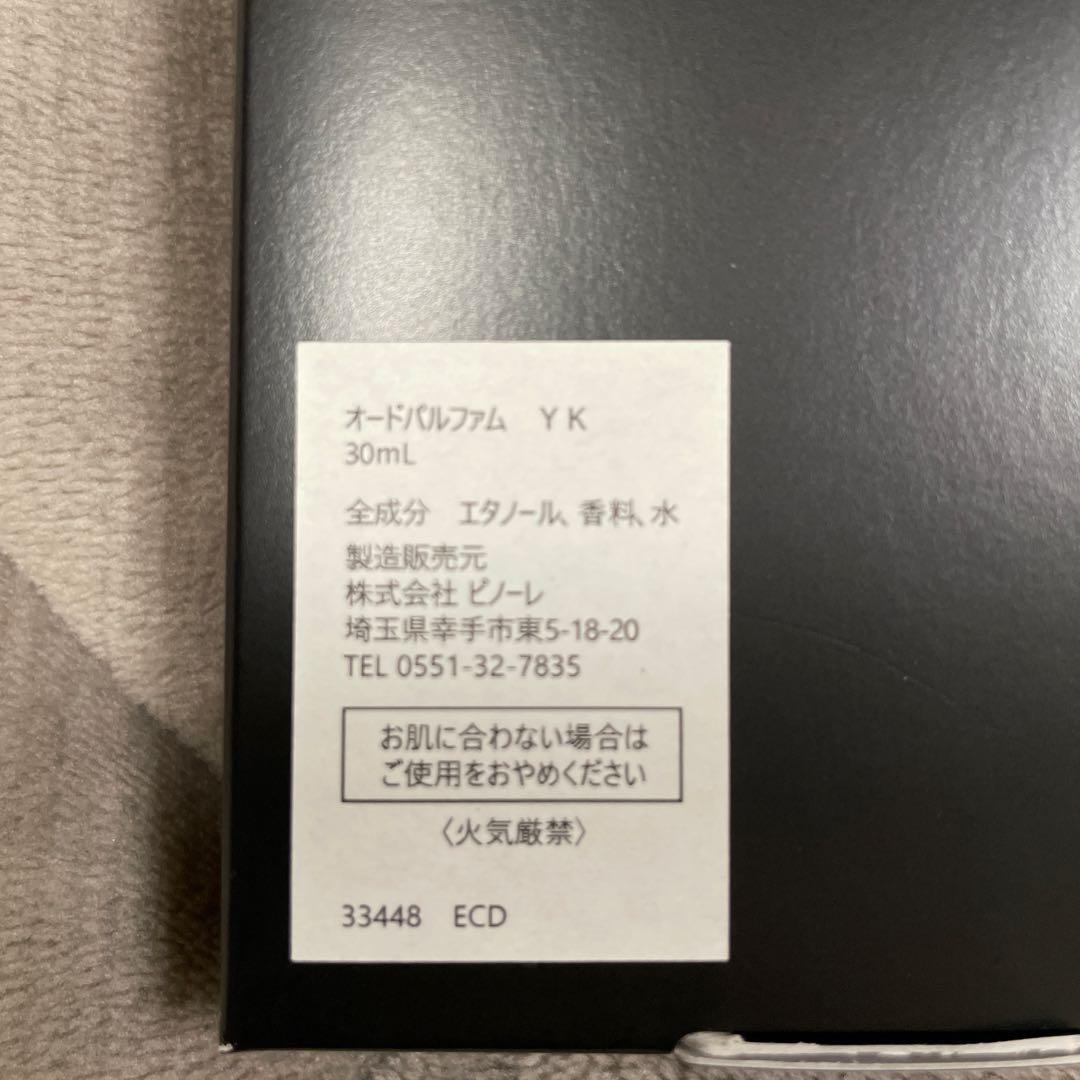 オードパルファム　ＹＫ
30mL
全成分　エタノール、香料、水
製造販売元
株式会社 ピノーレ
埼玉県幸手市東5-18-20
TEL 0551-32-7835
お肌に合わない場合は
ご使用をおやめください
〈火気厳禁〉
33448　ECD